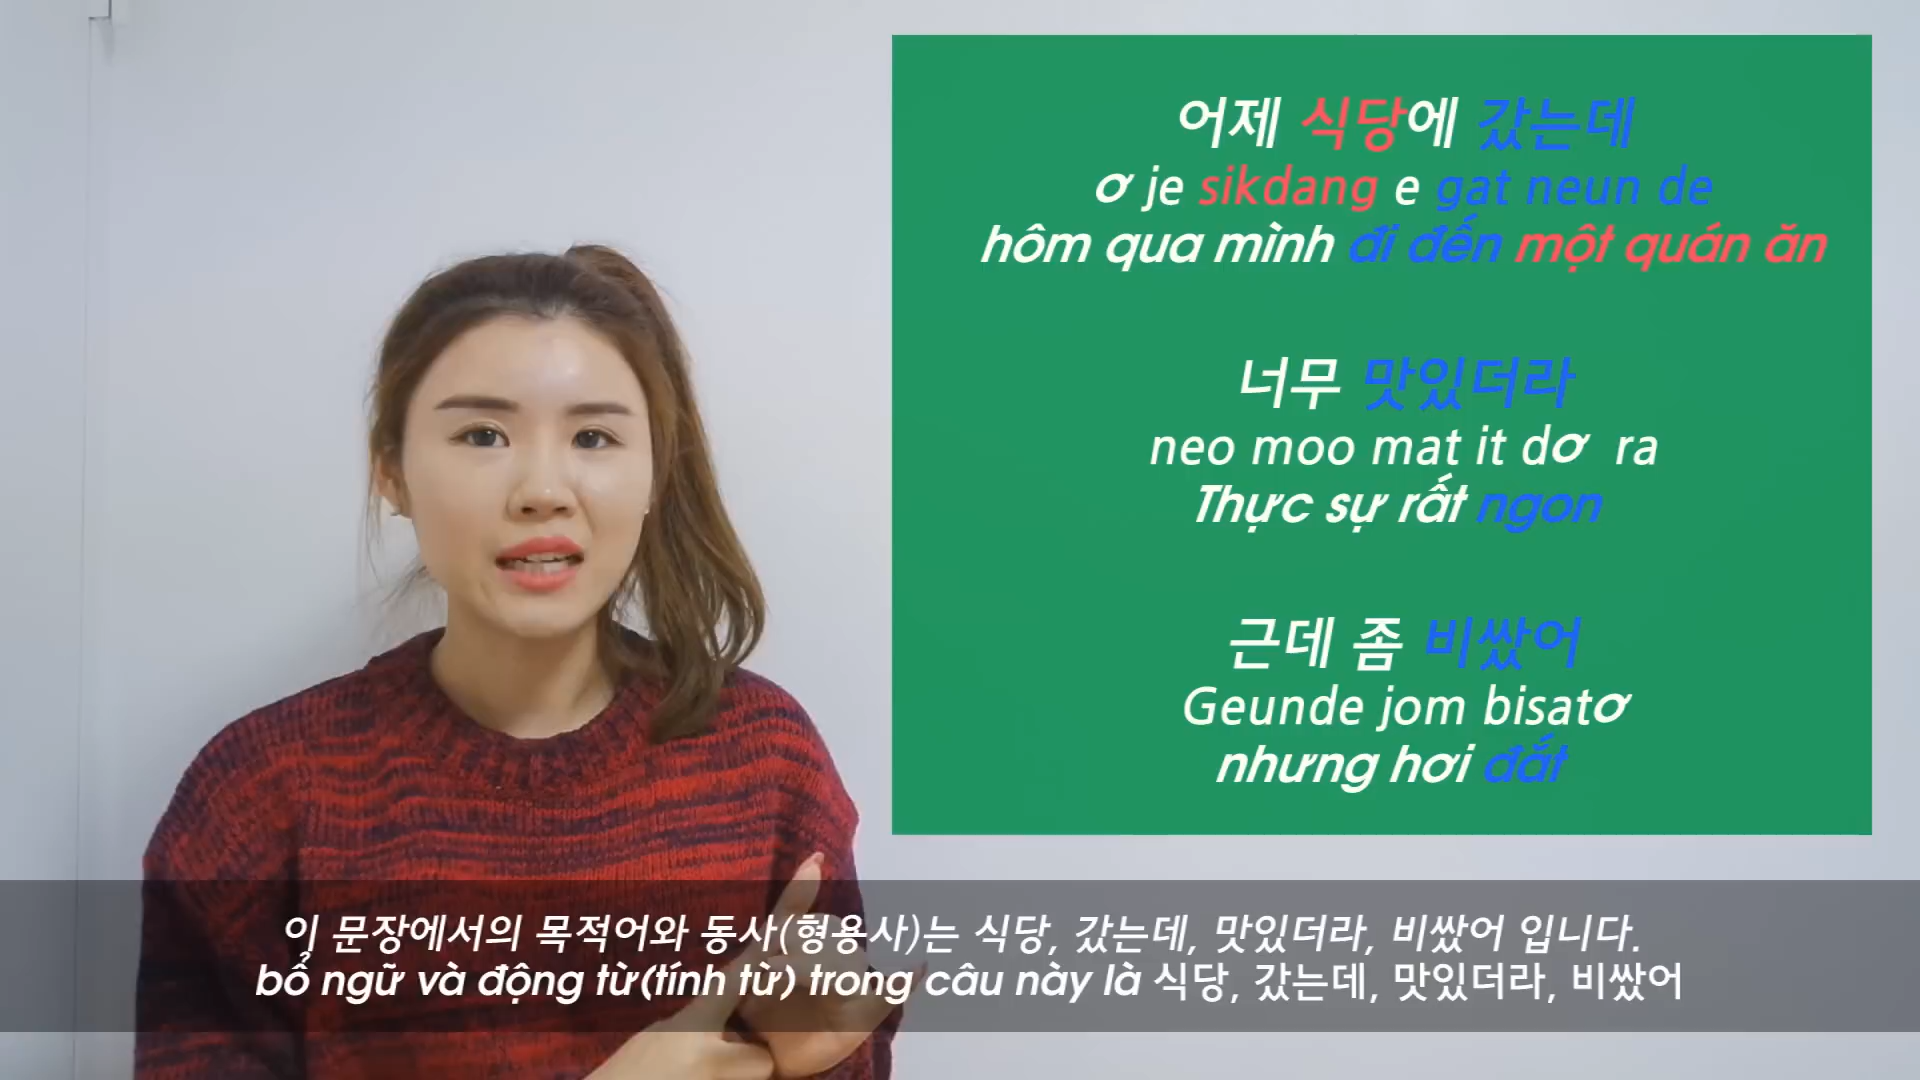 어제 식당에 갔는데
ơ je sikdang e gat neun de
hôm qua mình đi đến một quán ăn
너무 맛있더라
neo moo mat it dơ ra
Thực sự rất ngon
근데 좀 비쌌어
Geunde jom bisatơ
nhưng hơi đắt
이 문장에서의 목적어와 동사(형용사)는 식당, 갔는데, 맛있더라, 비쌌어 입니다.
bổ ngữ và động từ(tính từ) trong câu này là 식당, 갔는데, 맛있더라, 비쌌어